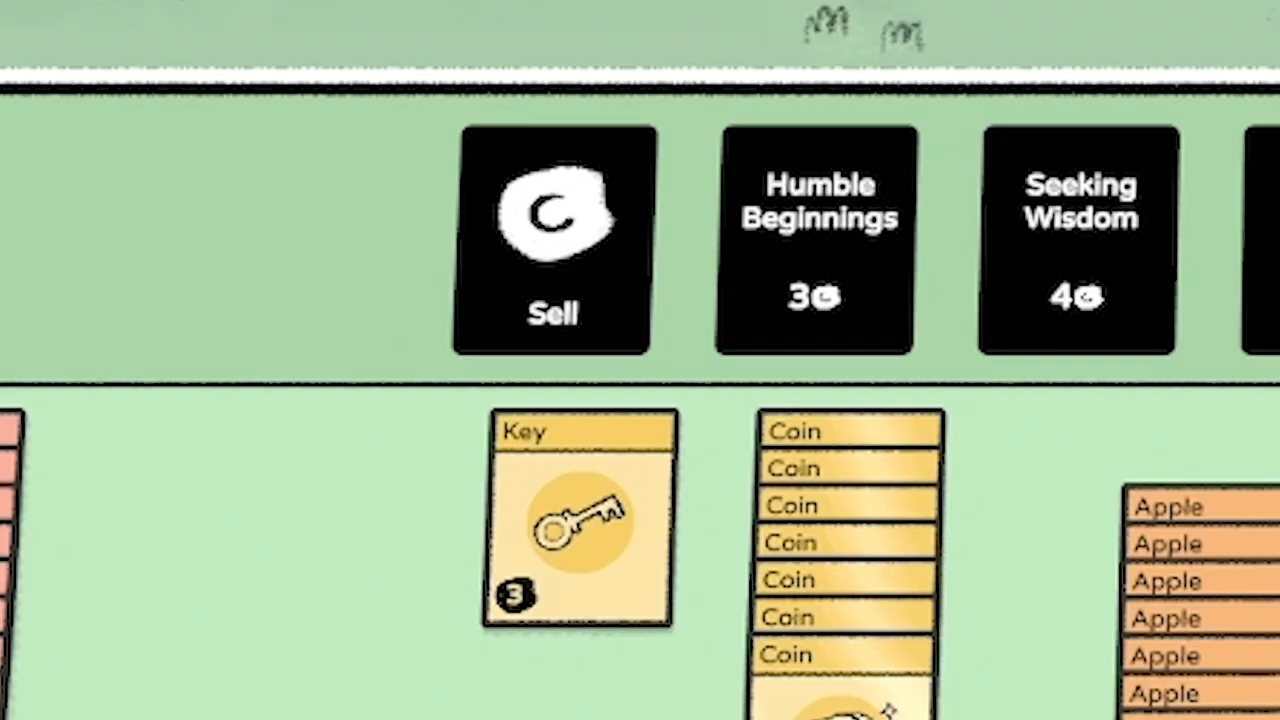 C
Sell
Humble
Beginnings
3
Seeking
Wisdom
4
Key
3
Coin
Coin
Coin
Coin
Coin
Coin
Coin
Apple
Apple
Apple
Apple
Apple
Apple